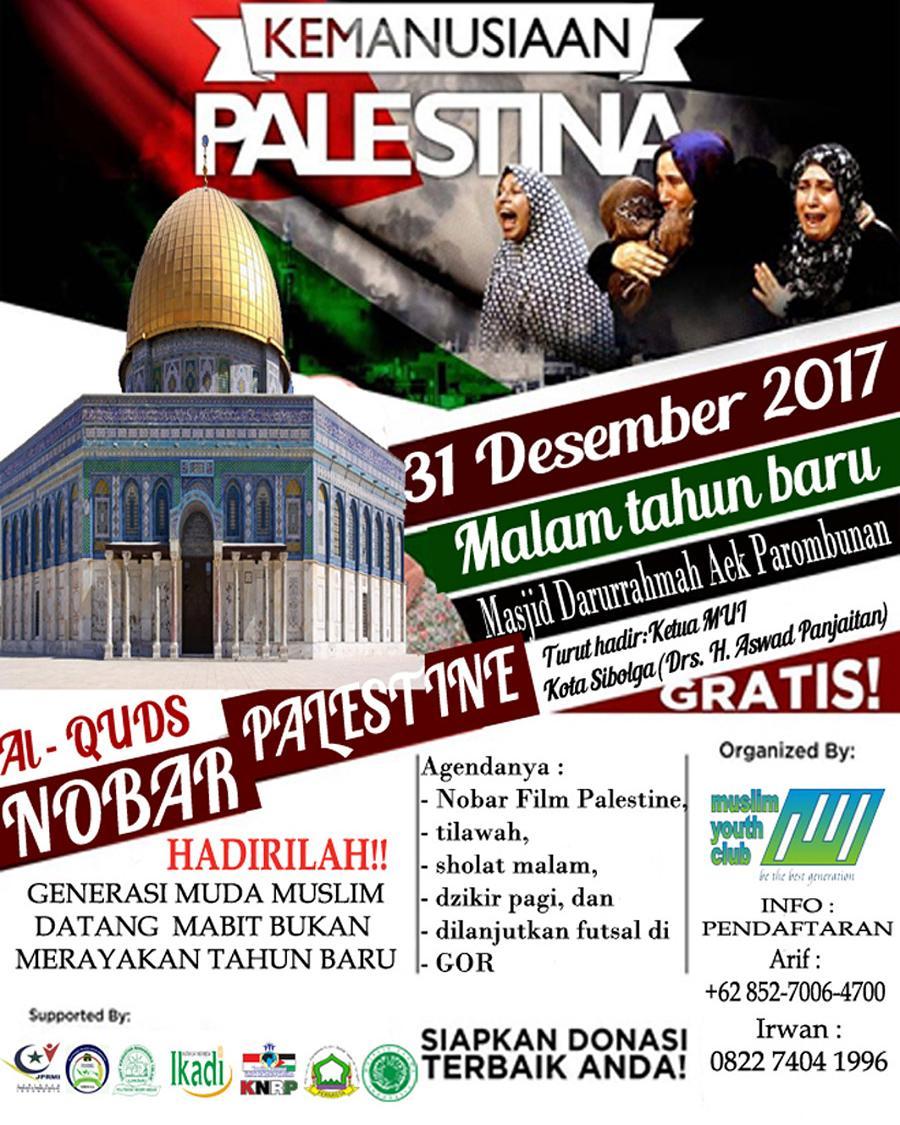 KEMANUSIAAN
PALESTINA
31 Desember 2017
Malam tahun baru
Masjid Darurrahmah Aek Parombunan
Turut hadir:Ketua MUI
Kota Sibolga (Drs. H. Aswad Panjaitan)
GRATIS!
Al - QUDS
NOBAR PALESTINE
HADIRILAH!!
GENERASI MUDA MUSLIM
DATANG MABIT BUKAN
MERAYAKAN TAHUN BARU
Agendanya :
- Nobar Film Palestine,
- tilawah,
- sholat malam,
- dzikir pagi, dan
- dilanjutkan futsal di
- GOR
Organized By:
muslim
youth
club
be the best generation
INFO :
PENDAFTARAN
Arif :
+62 852-7006-4700
Irwan :
0822 7404 1996
Supported By:
JPRMI
Ikadi
KNRP
SIAPKAN DONASI
TERBAIK ANDA!